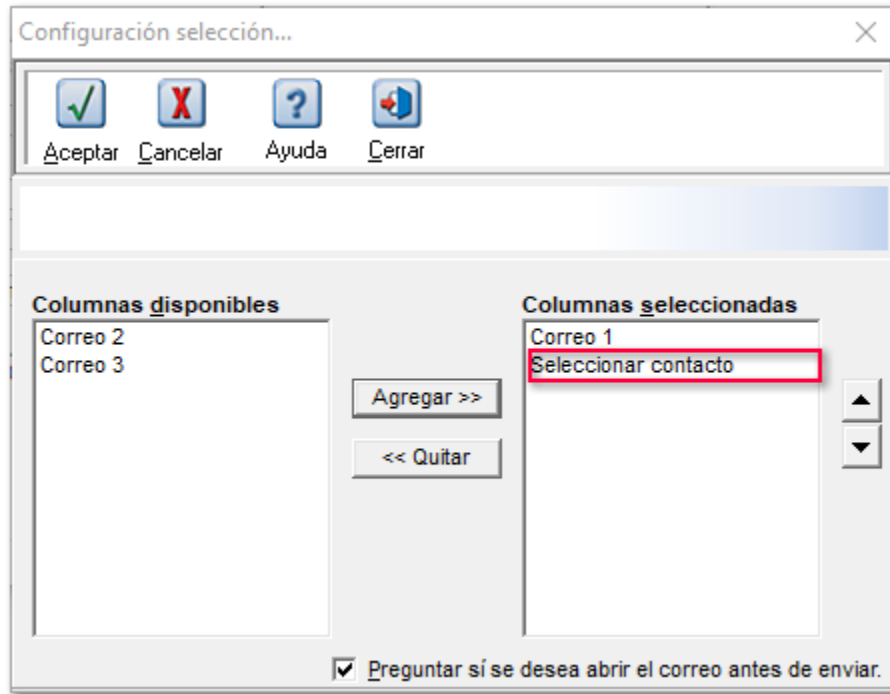 Configuración selección...
Aceptar Cancelar Ayuda Cerrar
Columnas disponibles
Correo 2
Correo 3
Agregar >>
<< Quitar
Columnas seleccionadas
Correo 1
Seleccionar contacto
Preguntar sí se desea abrir el correo antes de enviar.